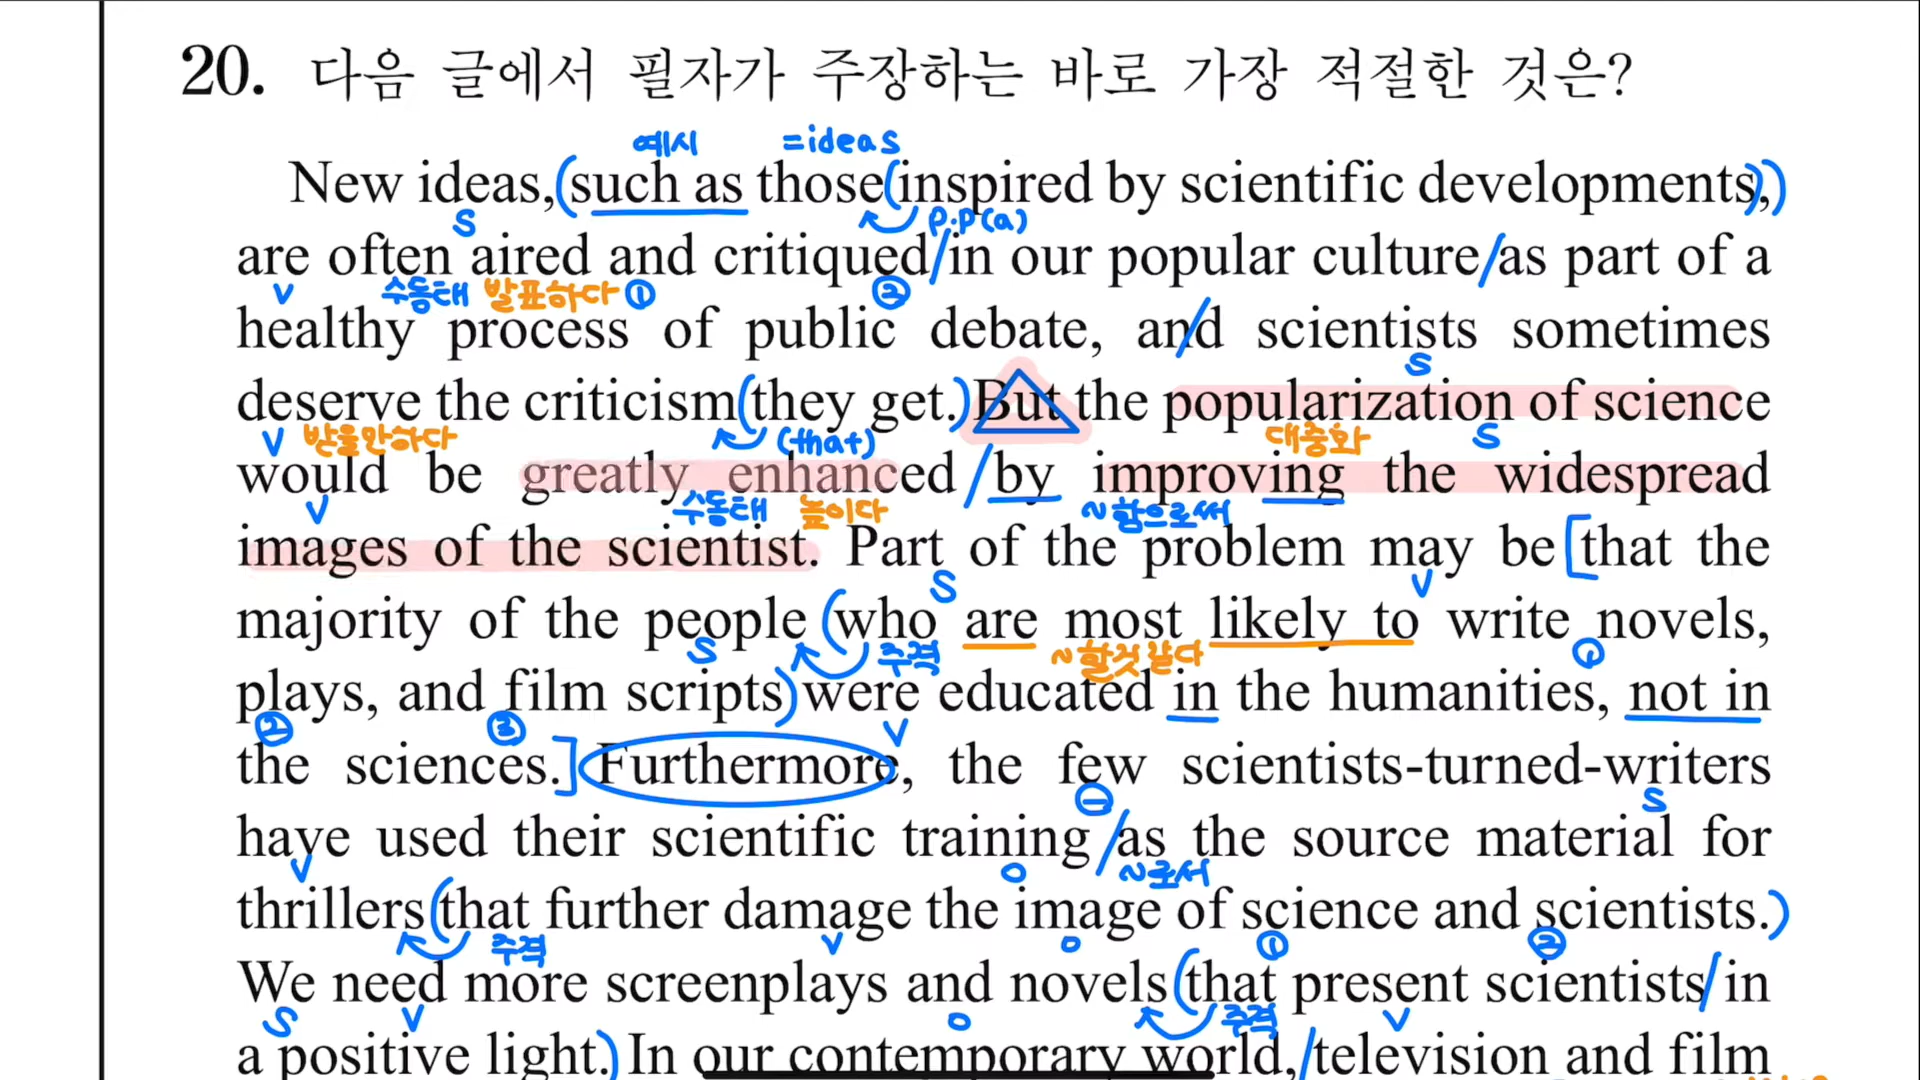 20. 다음 글에서 필자가 주장하는 바로 가장 적절한 것은?
예시 =ideas
New ideas, (such as those (inspired by scientific developments,))
S p.p(a)
are often aired and critiqued / in our popular culture / as part of a
V 수동태 발표하다 ① ②
healthy process of public debate, and scientists sometimes
S
deserve the criticism (they get.) But the popularization of science
V 받을만하다 (that) 대중화 S
would be greatly enhanced / by improving the widespread
V 수동태 높이다 ~함으로써
images of the scientist. Part of the problem may be [that the
S V
majority of the people (who are most likely to write novels,
S 주격 ~할것같다 ①
plays, and film scripts) were educated in the humanities, not in
② ③ V
the sciences.] Furthermore, the few scientists-turned-writers
S
have used their scientific training / as the source material for
V O ~로서
thrillers (that further damage the image of science and scientists.)
주격 V O ① ②
We need more screenplays and novels (that present scientists / in
S V O 주격 V
a positive light.) In our contemporary world, / television and film